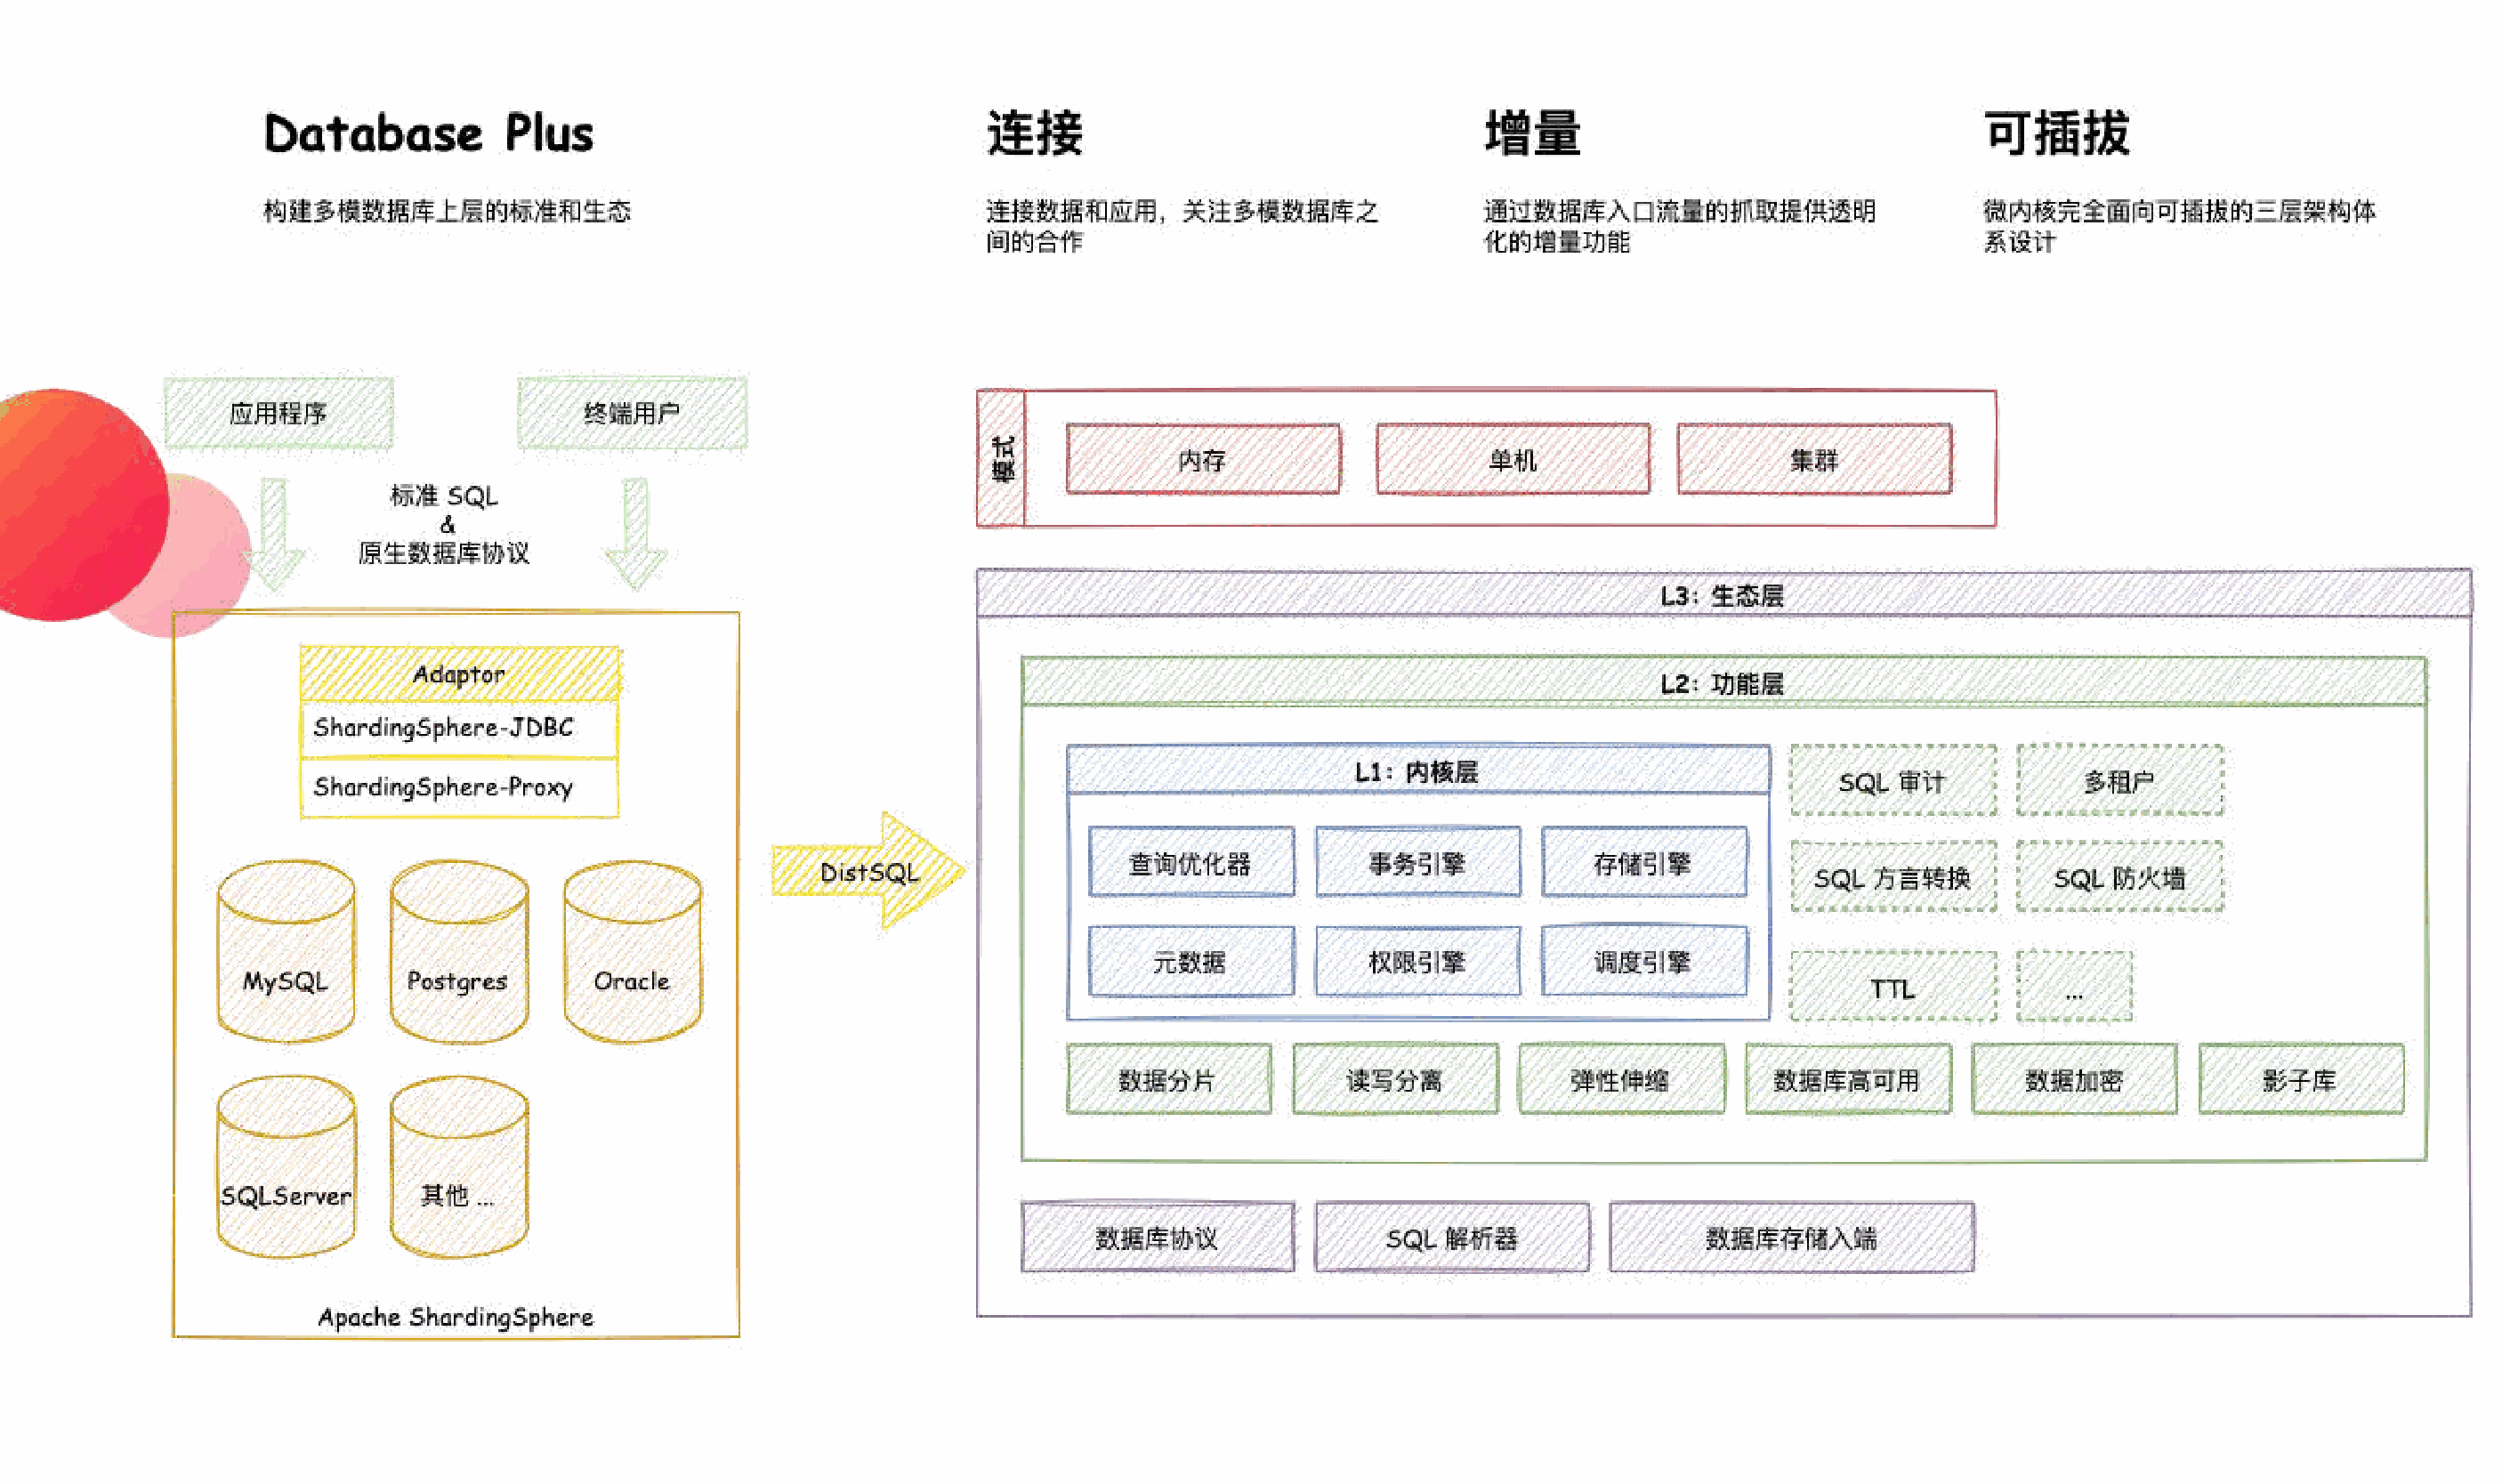 Database Plus
构建多模数据库上层的标准和生态
连接
连接数据和应用，关注多模数据库之
间的合作
增量
通过数据库入口流量的抓取提供透明
化的增量功能
可插拔
微内核完全面向可插拔的三层架构体
系设计
应用程序
终端用户
标准 SQL
&
原生数据库协议
Adaptor
ShardingSphere-JDBC
ShardingSphere-Proxy
MySQL
Postgres
Oracle
SQLServer
其他 ...
Apache ShardingSphere
DistSQL
模式
内存
单机
集群
L3：生态层
L2：功能层
L1：内核层
查询优化器
事务引擎
存储引擎
元数据
权限引擎
调度引擎
SQL 审计
多租户
SQL 方言转换
SQL 防火墙
TTL
...
数据分片
读写分离
弹性伸缩
数据库高可用
数据加密
影子库
数据库协议
SQL 解析器
数据库存储入端